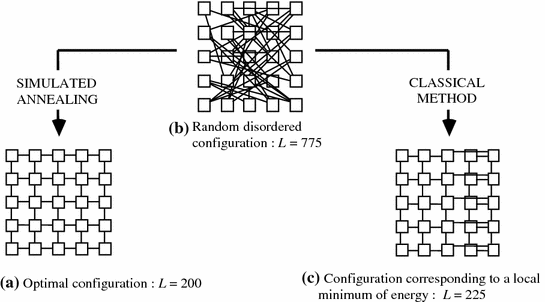 SIMULATED
ANNEALING
CLASSICAL
METHOD
(b) Random disordered
configuration : L = 775
(a) Optimal configuration : L = 200
(c) Configuration corresponding to a local
minimum of energy : L = 225